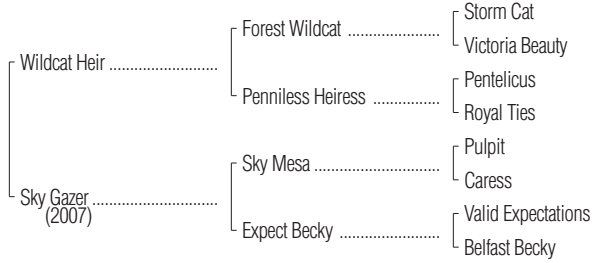 Storm Cat
Forest Wildcat ....................
Victoria Beauty
Wildcat Heir ........................
Pentelicus
Penniless Heiress ...............
Royal Ties
Pulpit
Sky Mesa ...........................
Caress
Sky Gazer ...........................
(2007)
Valid Expectations
Expect Becky .....................
Belfast Becky